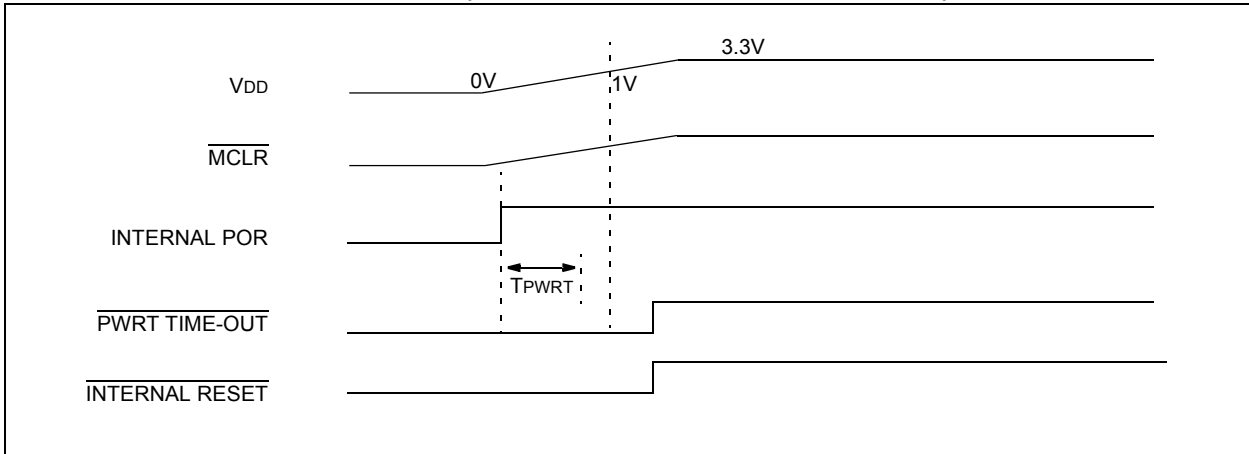 3.3V
VDD 0V 1V
MCLR
INTERNAL POR
TPWRT
PWRT TIME-OUT
INTERNAL RESET